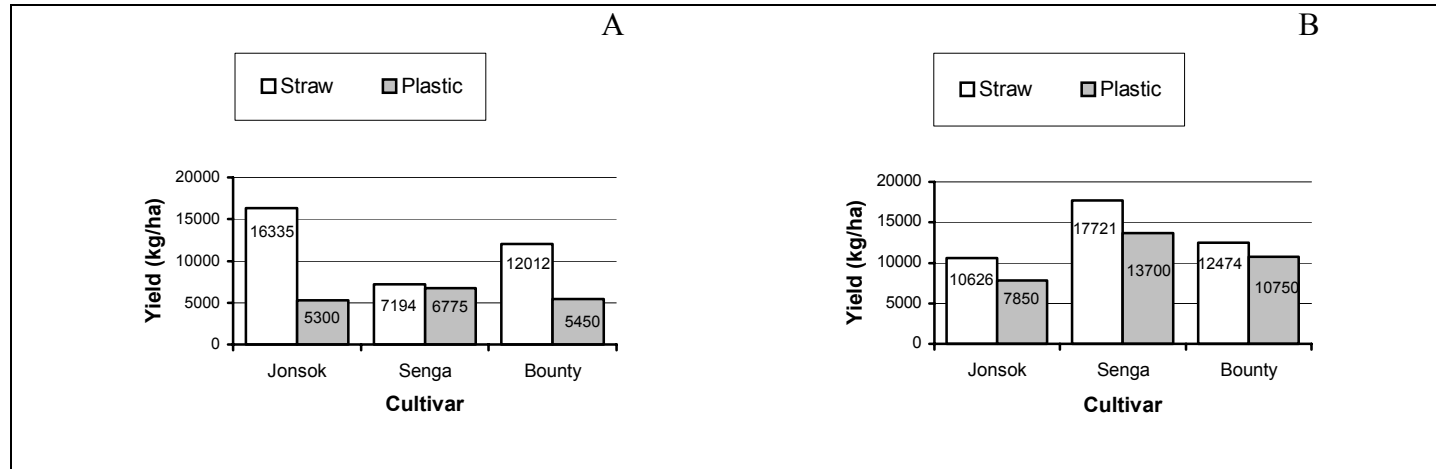 A
Straw Plastic
20000
15000
10000
5000
0
Yield (kg/ha)
16335
5300
7194
6775
12012
5450
Jonsok Senga Bounty
Cultivar
B
Straw Plastic
20000
15000
10000
5000
0
Yield (kg/ha)
10626
7850
17721
13700
12474
10750
Jonsok Senga Bounty
Cultivar